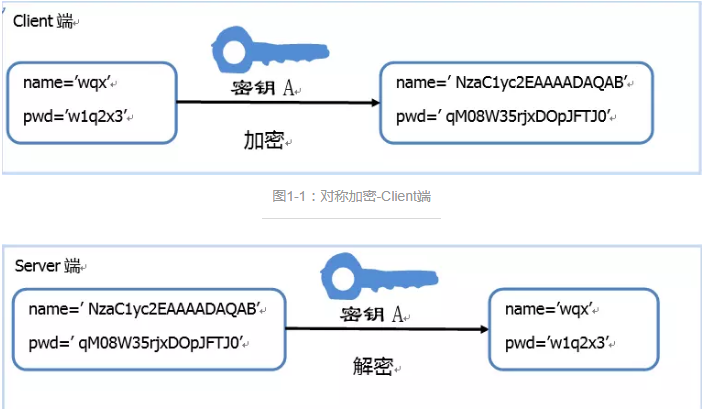 Client 端
name='wqx'
pwd='w1q2x3'
密钥 A
加密
name=' NzaC1yc2EAAAADAQAB'
pwd=' qM08W35rjxDOpJFTJ0'
图1-1：对称加密-Client端
Server 端
name=' NzaC1yc2EAAAADAQAB'
pwd=' qM08W35rjxDOpJFTJ0'
密钥 A
解密
name='wqx'
pwd='w1q2x3'